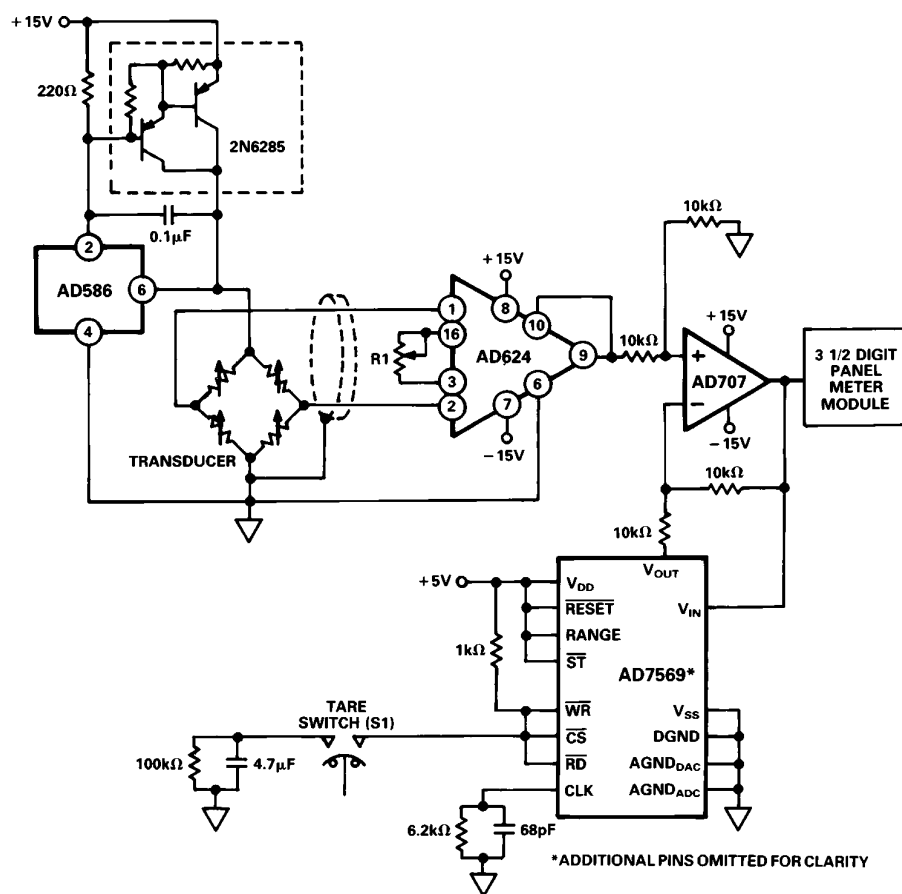 +15V
220Ω
2N6285
0.1μF
2
AD586
6
4
TRANSDUCER
R1
1
16
3
2
+15V
8
10
AD624
9
6
7
−15V
10kΩ
10kΩ
+15V
+
AD707
−
−15V
3 1/2 DIGIT
PANEL
METER
MODULE
10kΩ
10kΩ
+5V
1kΩ
VOUT
VDD
RESET
RANGE
ST
VIN
AD7569*
WR
CS
RD
CLK
VSS
DGND
AGNDDAC
AGNDADC
TARE
SWITCH (S1)
100kΩ
4.7μF
6.2kΩ
68pF
*ADDITIONAL PINS OMITTED FOR CLARITY